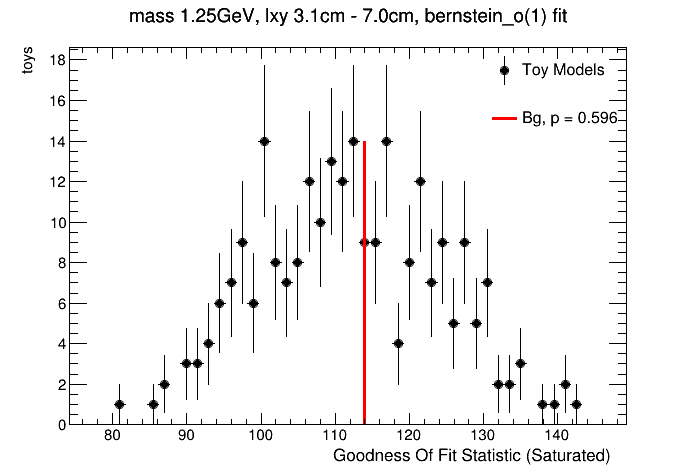 mass 1.25GeV, lxy 3.1cm - 7.0cm, bernstein_o(1) fit
toys
18
16
14
12
10
8
6
4
2
0
Toy Models
Bg, p = 0.596
80 90 100 110 120 130 140
Goodness Of Fit Statistic (Saturated)